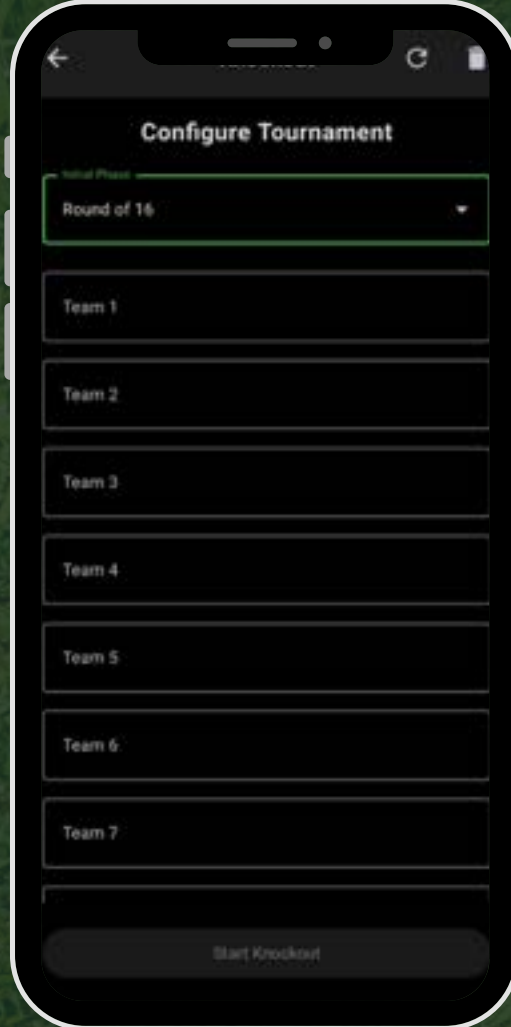 Configure Tournament
Initial Phase
Round of 16
Team 1
Team 2
Team 3
Team 4
Team 5
Team 6
Team 7
Start Knockout